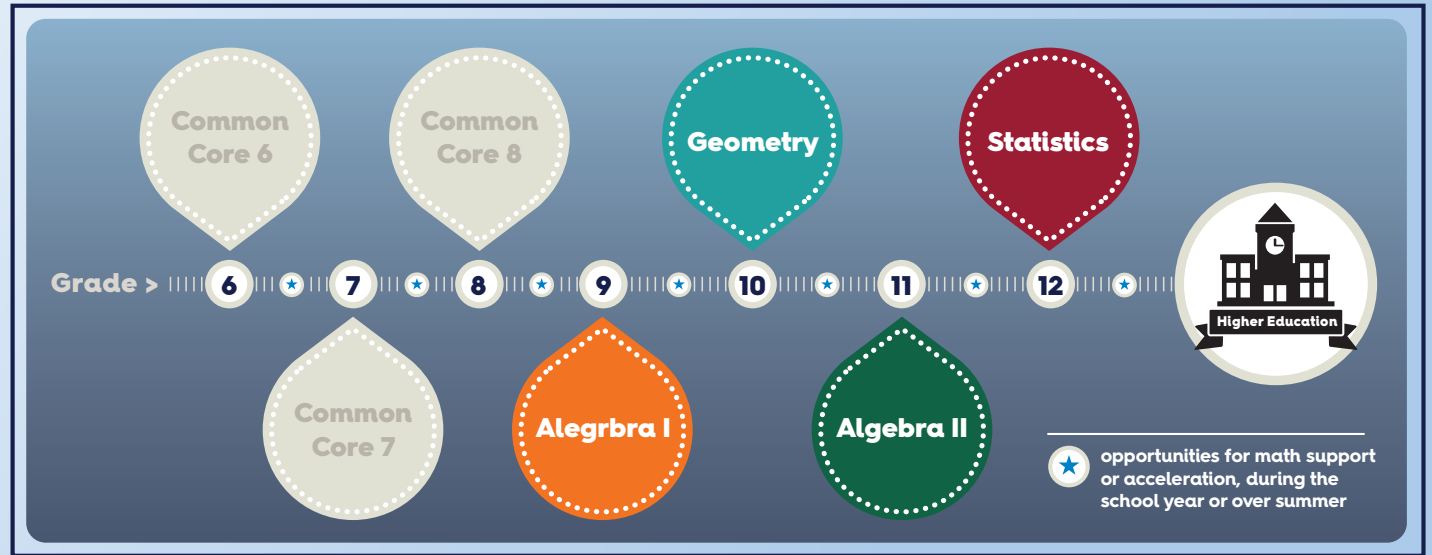 Common
Core 6
Common
Core 8
Geometry
Statistics
Grade > 6 7 8 9 10 11 12
Higher Education
Common
Core 7
Alegrbra I
Algebra II
opportunities for math support
or acceleration, during the
school year or over summer